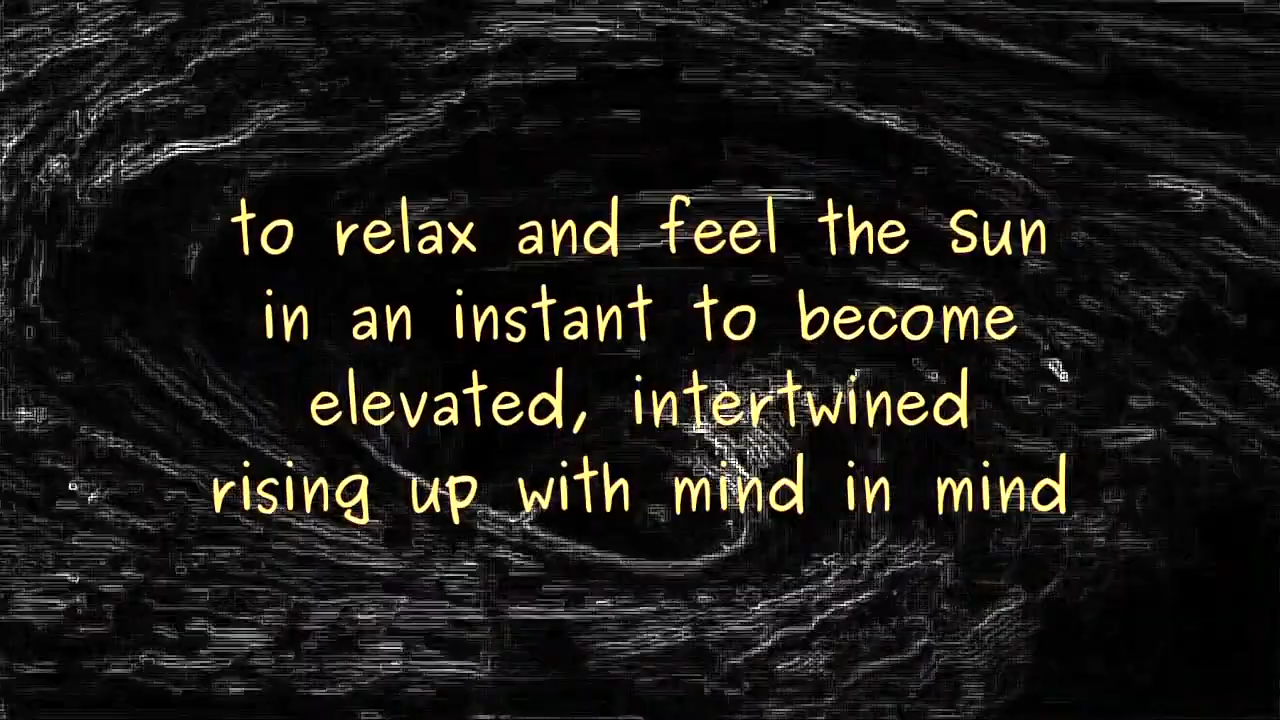 to relax and feel the Sun
in an instant to become
elevated, intertwined
rising up with mind in mind